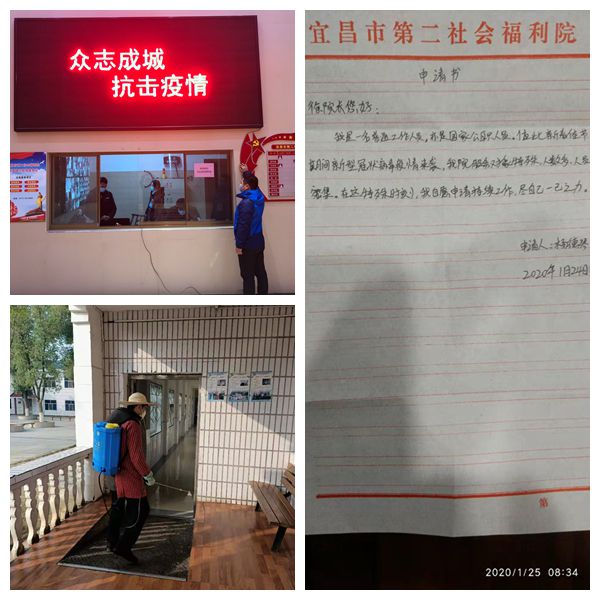 众志成城
抗击疫情
宜昌市第二社会福利院
申请书
徐院长您好:
我是一名普通工作人员,亦是国家公职人员。值此新春佳节
期间新型冠状病毒疫情来袭,我院服务对象特殊、人数多、人员
密集。在这个特殊时刻,我自愿申请持续工作,尽自己一己之力。
申请人:
2020年1月24日
第
2020/1/25 08:34